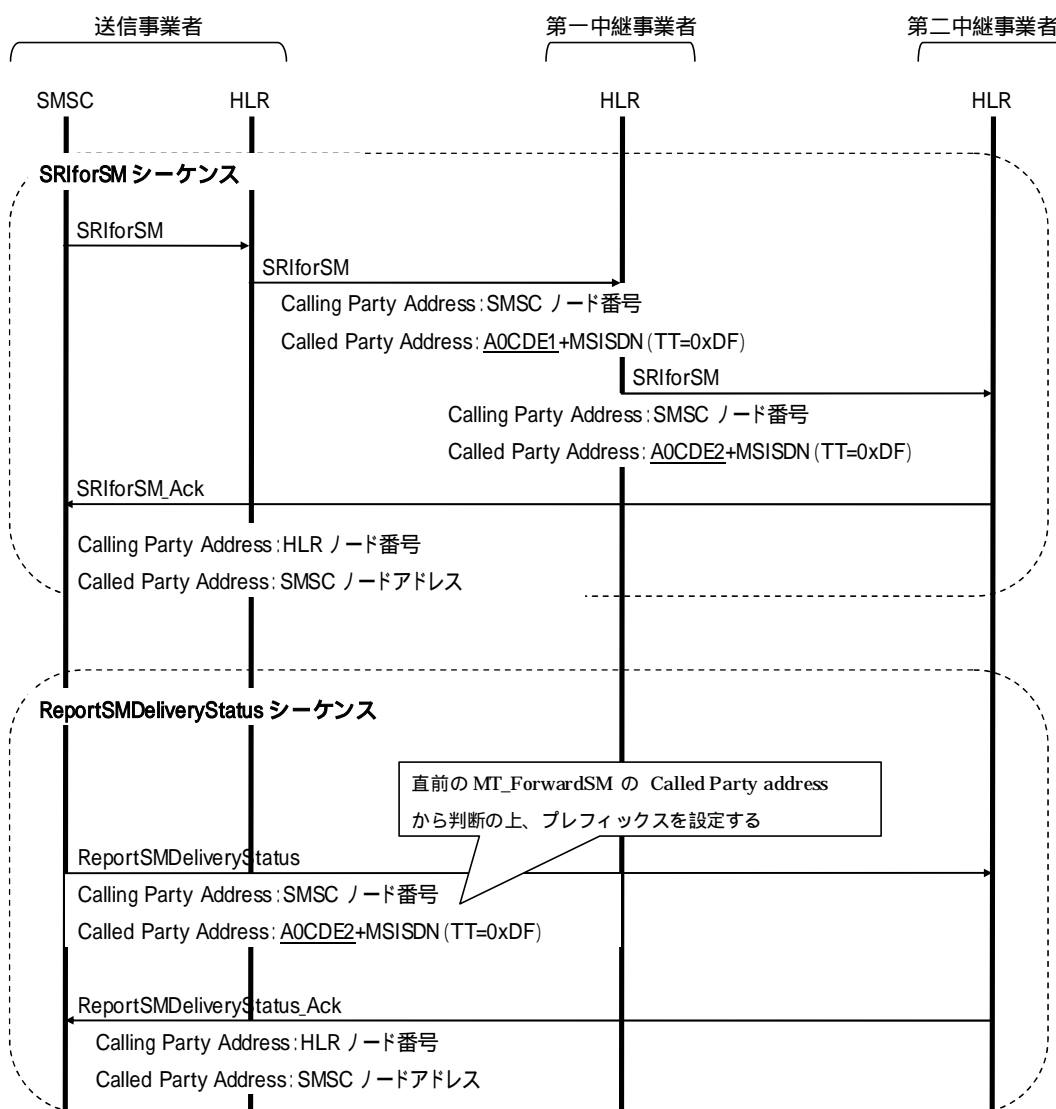 送信事業者
第一中継事業者
第二中継事業者
SMSC
HLR
HLR
HLR
SRIforSM シーケンス
SRIforSM
SRIforSM
Calling Party Address:SMSC ノード番号
Called Party Address:A0CDE1+MSISDN(TT=0xDF)
SRIforSM
Calling Party Address:SMSC ノード番号
Called Party Address:A0CDE2+MSISDN(TT=0xDF)
SRIforSM_Ack
Calling Party Address:HLR ノード番号
Called Party Address:SMSC ノードアドレス
ReportSMDeliveryStatus シーケンス
直前の MT_ForwardSM の Called Party address
から判断の上、プレフィックスを設定する
ReportSMDeliveryStatus
Calling Party Address:SMSC ノード番号
Called Party Address:A0CDE2+MSISDN(TT=0xDF)
ReportSMDeliveryStatus_Ack
Calling Party Address:HLR ノード番号
Called Party Address:SMSC ノードアドレス